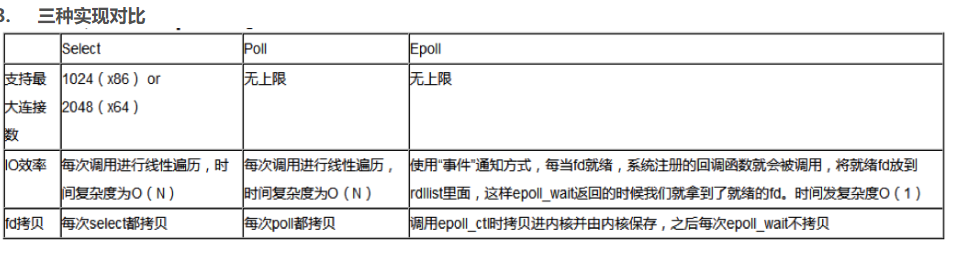 3. 三种实现对比
Select Poll Epoll
支持最 1024（x86） or 无上限 无上限
大连接 2048（x64）
数
IO效率 每次调用进行线性遍历，时 每次调用进行线性遍历， 使用“事件”通知方式，每当fd就绪，系统注册的回调函数就会被调用，将就绪fd放到
间复杂度为O（N） 时间复杂度为O（N） rdllist里面，这样epoll_wait返回的时候我们就拿到了就绪的fd。时间发复杂度O（1）
fd拷贝 每次select都拷贝 每次poll都拷贝 调用epoll_ctl时拷贝进内核并由内核保存，之后每次epoll_wait不拷贝